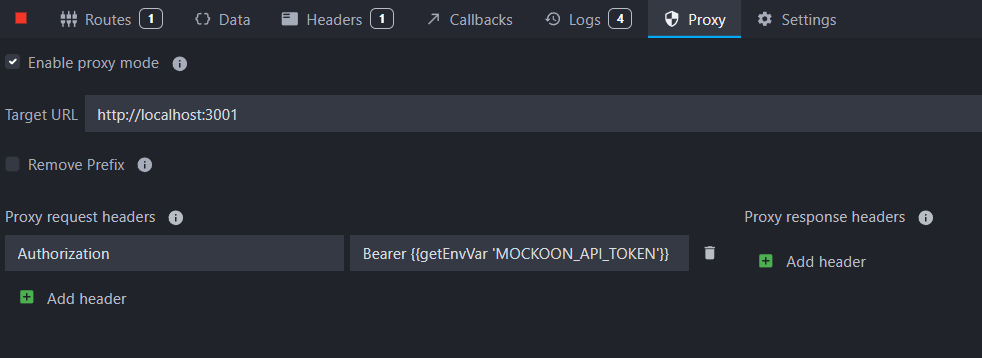 Routes 1 Data Headers 1 Callbacks Logs 4 Proxy Settings
Enable proxy mode
Target URL http://localhost:3001
Remove Prefix
Proxy request headers Proxy response headers
Authorization Bearer {{getEnvVar 'MOCKOON_API_TOKEN'}} Add header
Add header